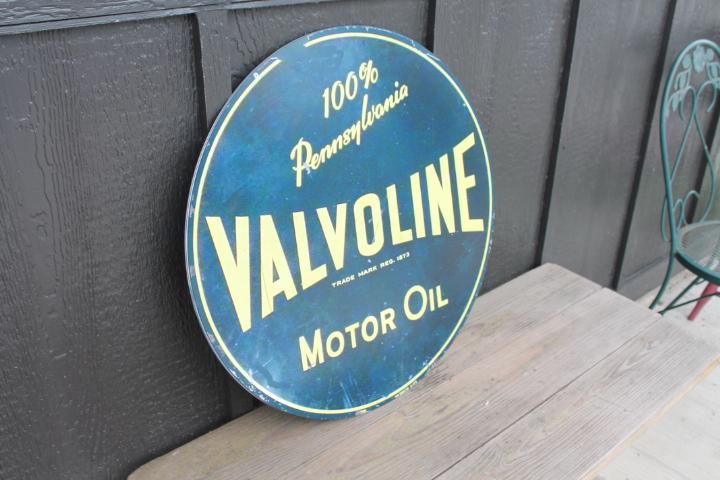 100%
Pennsylvania
VALVOLINE
TRADE MARK REG. 1873
MOTOR OIL